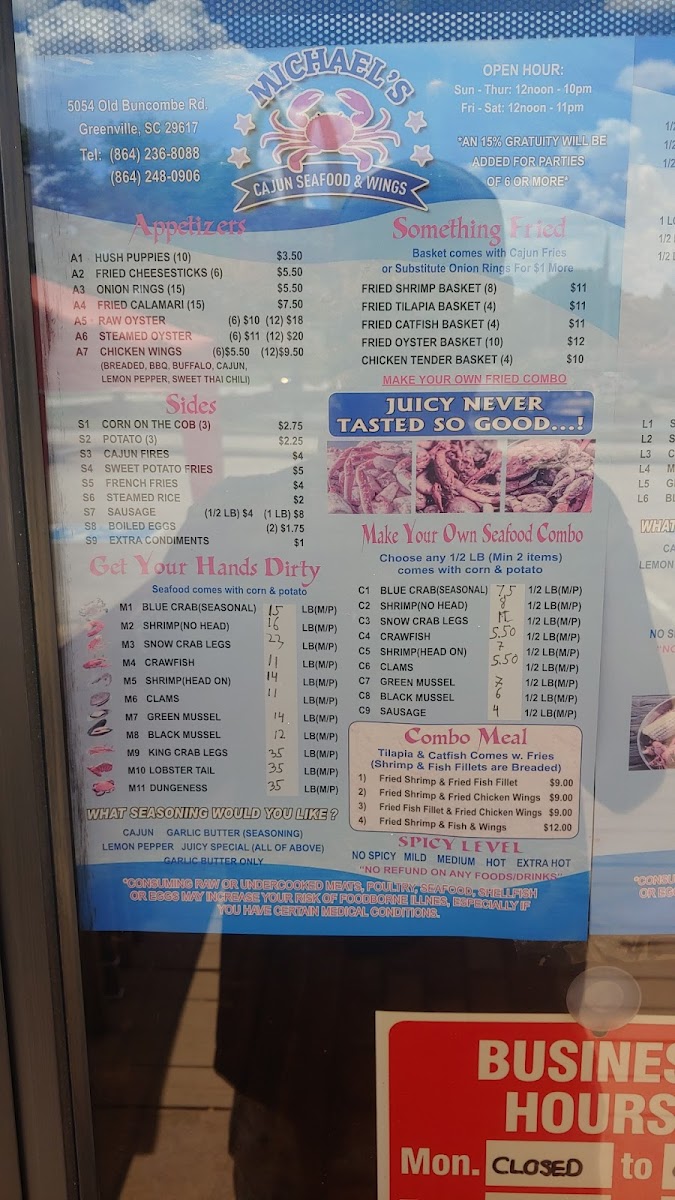 MICHAEL'S
CAJUN SEAFOOD & WINGS
5054 Old Buncombe Rd.
Greenville, SC 29617
Tel: (864) 236-8088
(864) 248-0906
OPEN HOUR:
Sun - Thur: 12noon - 10pm
Fri - Sat: 12noon - 11pm
*AN 15% GRATUITY WILL BE
ADDED FOR PARTIES
OF 6 OR MORE*
Appetizers
A1 HUSH PUPPIES (10) $3.50
A2 FRIED CHEESESTICKS (6) $5.50
A3 ONION RINGS (15) $5.50
A4 FRIED CALAMARI (15) $7.50
A5 RAW OYSTER (6) $10 (12) $18
A6 STEAMED OYSTER (6) $11 (12) $20
A7 CHICKEN WINGS (6)$5.50 (12)$9.50
(BREADED, BBQ, BUFFALO, CAJUN,
LEMON PEPPER, SWEET THAI CHILI)
Sides
S1 CORN ON THE COB (3) $2.75
S2 POTATO (3) $2.25
S3 CAJUN FIRES $4
S4 SWEET POTATO FRIES $5
S5 FRENCH FRIES $4
S6 STEAMED RICE $2
S7 SAUSAGE (1/2 LB) $4 (1 LB) $8
S8 BOILED EGGS (2) $1.75
S9 EXTRA CONDIMENTS $1
Get Your Hands Dirty
Seafood comes with corn & potato
M1 BLUE CRAB(SEASONAL) 15 LB(M/P)
M2 SHRIMP(NO HEAD) 16 LB(M/P)
M3 SNOW CRAB LEGS 23 LB(M/P)
M4 CRAWFISH 11 LB(M/P)
M5 SHRIMP(HEAD ON) 14 LB(M/P)
M6 CLAMS 11 LB(M/P)
M7 GREEN MUSSEL 14 LB(M/P)
M8 BLACK MUSSEL 12 LB(M/P)
M9 KING CRAB LEGS 35 LB(M/P)
M10 LOBSTER TAIL 35 LB(M/P)
M11 DUNGENESS 35 LB(M/P)
WHAT SEASONING WOULD YOU LIKE ?
CAJUN GARLIC BUTTER (SEASONING)
LEMON PEPPER JUICY SPECIAL (ALL OF ABOVE)
GARLIC BUTTER ONLY
Something Fried
Basket comes with Cajun Fries
or Substitute Onion Rings For $1 More
FRIED SHRIMP BASKET (8) $11
FRIED TILAPIA BASKET (4) $11
FRIED CATFISH BASKET (4) $11
FRIED OYSTER BASKET (10) $12
CHICKEN TENDER BASKET (4) $10
MAKE YOUR OWN FRIED COMBO
JUICY NEVER
TASTED SO GOOD...!
Make Your Own Seafood Combo
Choose any 1/2 LB (Min 2 items)
comes with corn & potato
C1 BLUE CRAB(SEASONAL) 7.5 1/2 LB(M/P)
C2 SHRIMP(NO HEAD) 8 1/2 LB(M/P)
C3 SNOW CRAB LEGS 1/2 LB(M/P)
C4 CRAWFISH 5.50 1/2 LB(M/P)
C5 SHRIMP(HEAD ON) 7 1/2 LB(M/P)
C6 CLAMS 5.50 1/2 LB(M/P)
C7 GREEN MUSSEL 7 1/2 LB(M/P)
C8 BLACK MUSSEL 6 1/2 LB(M/P)
C9 SAUSAGE 4 1/2 LB(M/P)
Combo Meal
Tilapia & Catfish Comes w. Fries
(Shrimp & Fish Fillets are Breaded)
1) Fried Shrimp & Fried Fish Fillet $9.00
2) Fried Shrimp & Fried Chicken Wings $9.00
3) Fried Fish Fillet & Fried Chicken Wings $9.00
4) Fried Shrimp & Fish & Wings $12.00
SPICY LEVEL
NO SPICY MILD MEDIUM HOT EXTRA HOT
"NO REFUND ON ANY FOODS/DRINKS"
*CONSUMING RAW OR UNDERCOOKED MEATS, POULTRY, SEAFOOD, SHELLFISH
OR EGGS MAY INCREASE YOUR RISK OF FOODBORNE ILLNES, ESPECIALLY IF
YOU HAVE CERTAIN MEDICAL CONDITIONS.
L1
L2
L3
L4
L5
L6
WHAT
LEMON
NO S
BUSINES
HOURS
Mon. CLOSED to